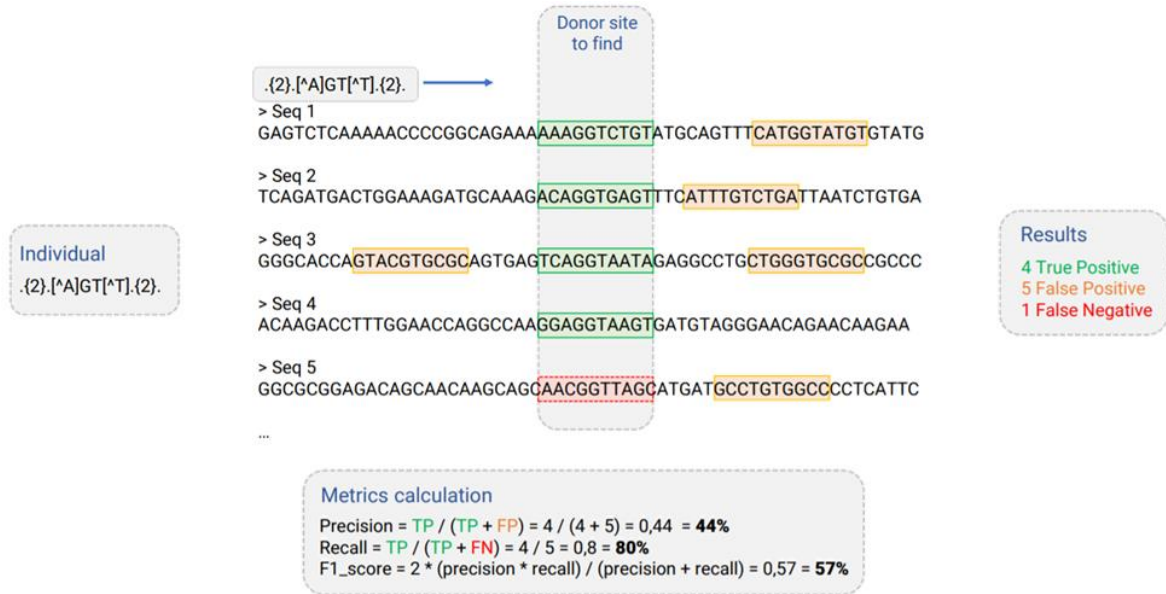 Donor site
to find
.{2}.[^A]GT[^T].{2}.
> Seq 1
GAGTCTCAAAAACCCCGGCAGAAAAAAGGTCTGTATGCAGTTTCATGGTATGTGTATG
> Seq 2
TCAGATGACTGGAAAGATGCAAAGACAGGTGAGTTTCATTTGTCTGATTAATCTGTGA
> Seq 3
GGGCACCAGTACGTGCGCAGTGAGTCAGGTAATAGAGGCCTGCTGGGTGCGCCGCCC
> Seq 4
ACAAGACCTTTGGAACCAGGCCAAGGAGGTAAGTGATGTAGGGAACAGAACAAGAA
> Seq 5
GGCGCGGAGACAGCAACAAGCAGCAACGGTTAGCATGATGCCTGTGGCCCCTCATTC
...
Individual
.{2}.[^A]GT[^T].{2}.
Results
4 True Positive
5 False Positive
1 False Negative
Metrics calculation
Precision = TP / (TP + FP) = 4 / (4 + 5) = 0,44 = 44%
Recall = TP / (TP + FN) = 4 / 5 = 0,8 = 80%
F1_score = 2 * (precision * recall) / (precision + recall) = 0,57 = 57%